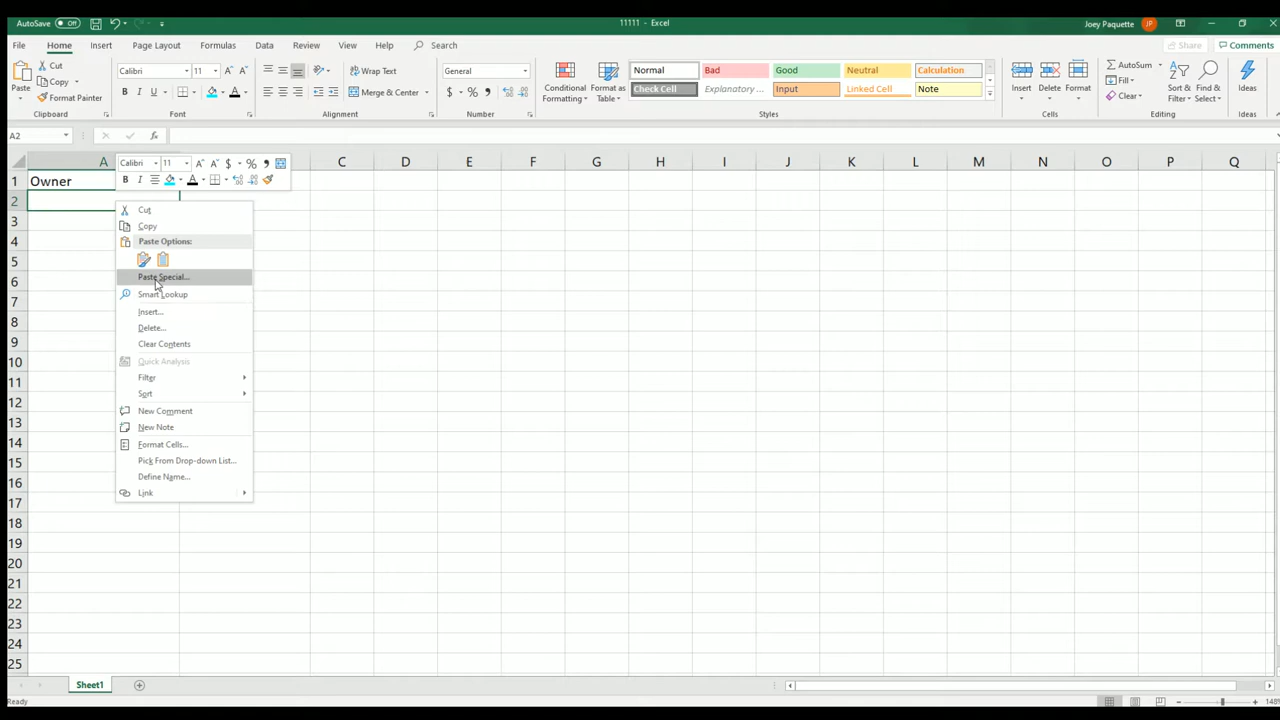 AutoSave Off
11111 - Excel
Joey Paquette JP
File Home Insert Page Layout Formulas Data Review View Help Search
Share Comments
Paste
Cut
Copy
Format Painter
Clipboard
Calibri 11
B I U
Font
Wrap Text
Merge & Center
Alignment
General
$ % ,
Number
Conditional Formatting
Format as Table
Normal Bad Good Neutral Calculation
Check Cell Explanatory ... Linked Cell Note
Input
Styles
Insert Delete Format
Cells
AutoSum
Fill
Clear
Sort & Filter
Find & Select
Editing
Ideas
Ideas
A2
fx
Calibri 11 $ % ,
B I
A C D E F G H I J K L M N O P Q
1 Owner
2
3
4
5
6
7
8
9
10
11
12
13
14
15
16
17
18
19
20
21
22
23
24
25
Cut
Copy
Paste Options:
Paste Special...
Smart Lookup
Insert...
Delete...
Clear Contents
Quick Analysis
Filter
Sort
New Comment
New Note
Format Cells...
Pick From Drop-down List...
Define Name...
Link
Sheet1
Ready
148%